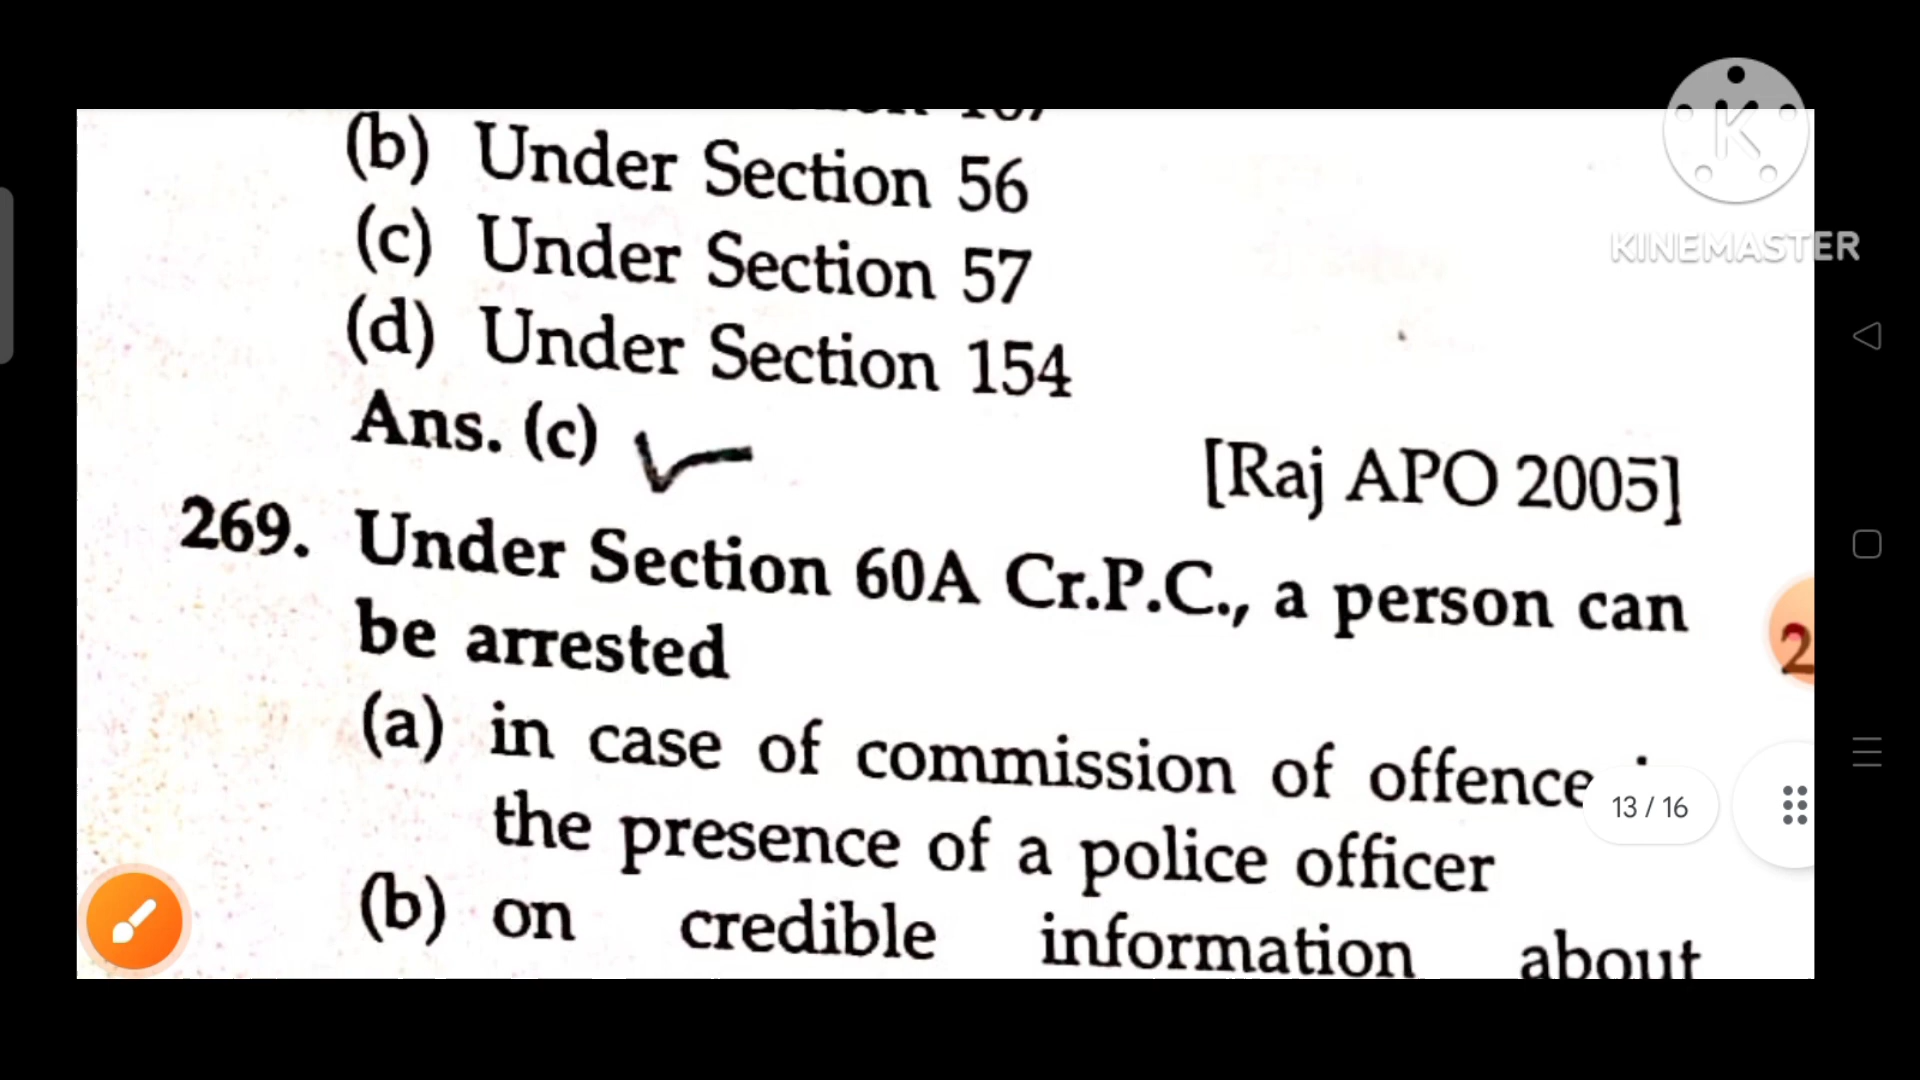 (b) Under Section 56
(c) Under Section 57
(d) Under Section 154
Ans. (c)
[Raj APO 2005]
269. Under Section 60A Cr.P.C., a person can
be arrested
(a) in case of commission of offence
the presence of a police officer
(b) on credible information about
K
KINEMASTER
2
13 / 16